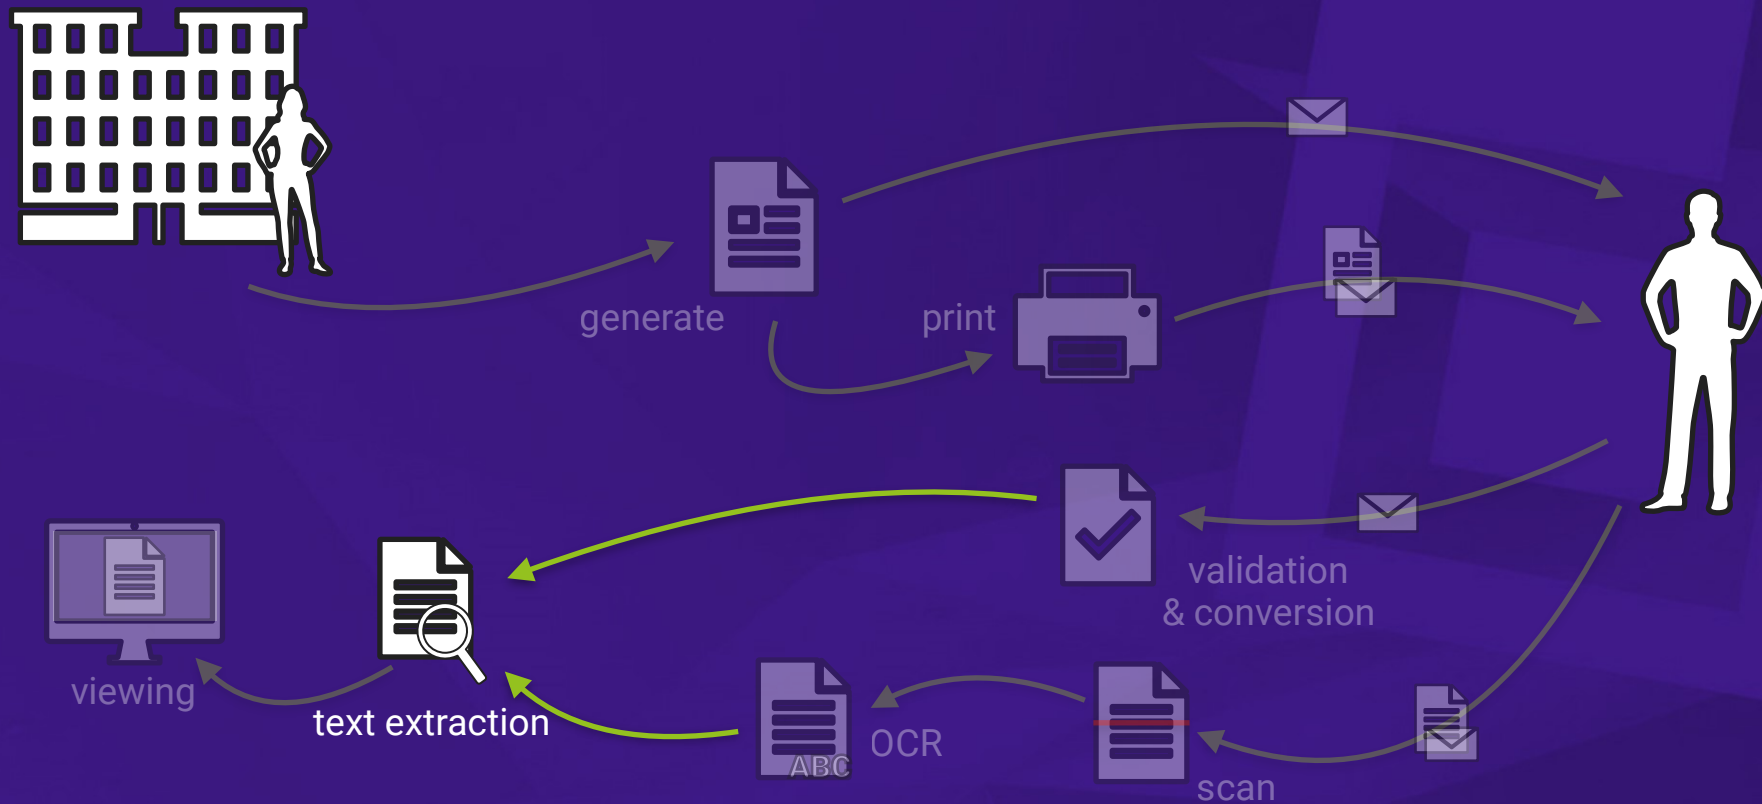 generate
print
validation
& conversion
viewing
text extraction
ABC
OCR
scan